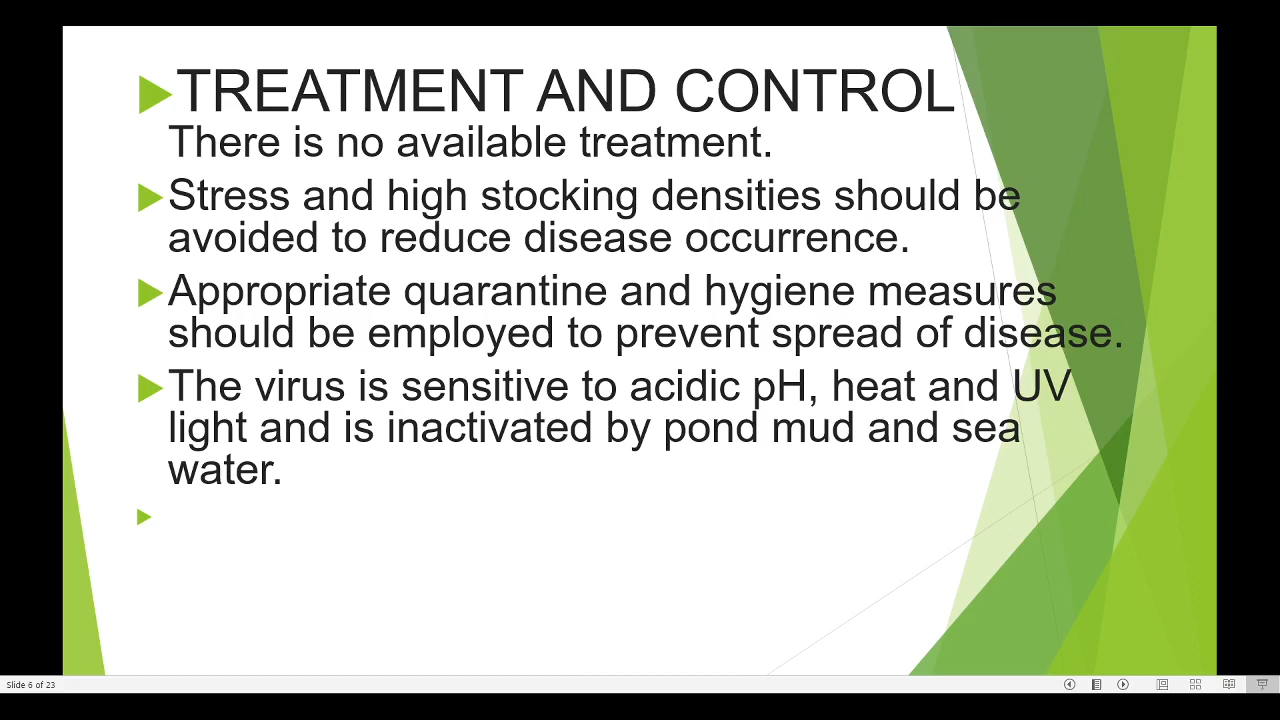 TREATMENT AND CONTROL
There is no available treatment.
Stress and high stocking densities should be
avoided to reduce disease occurrence.
Appropriate quarantine and hygiene measures
should be employed to prevent spread of disease.
The virus is sensitive to acidic pH, heat and UV
light and is inactivated by pond mud and sea
water.
Slide 6 of 23